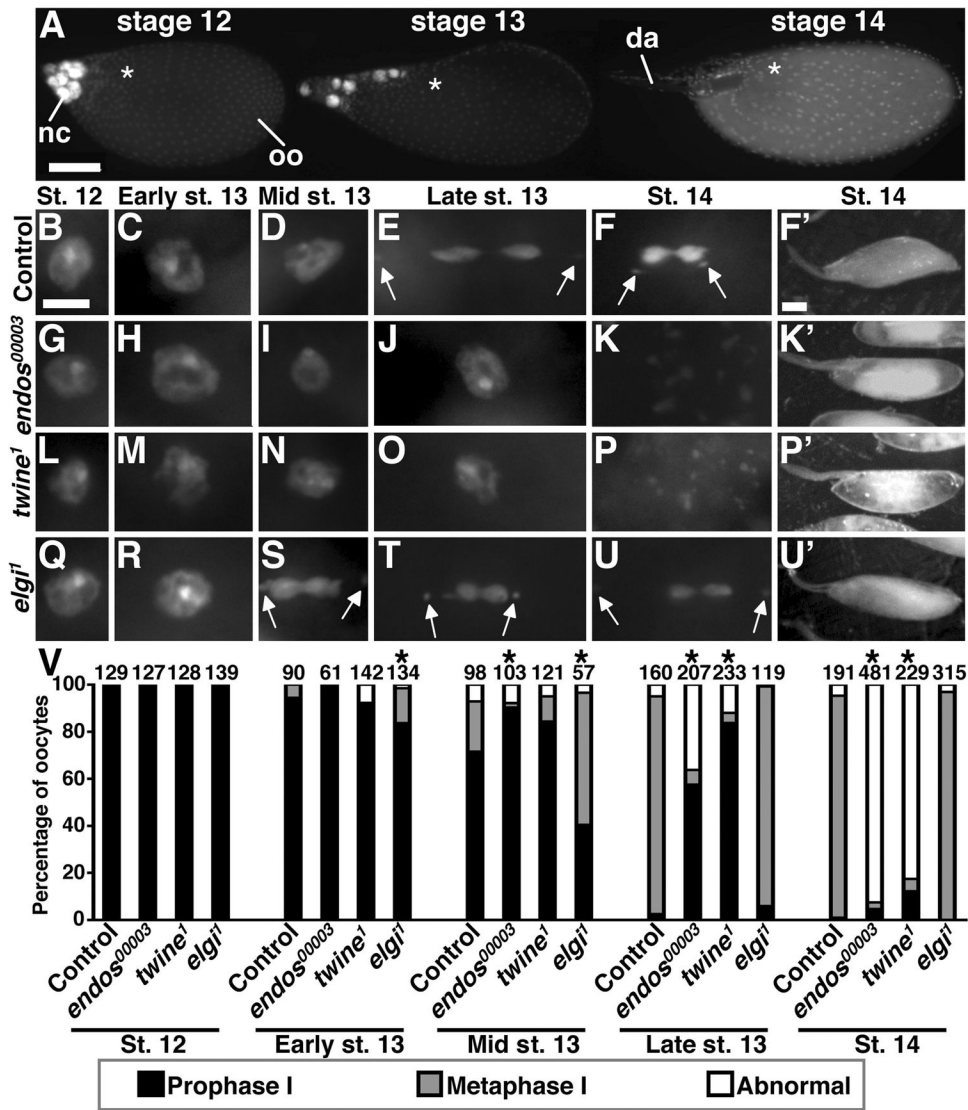 A stage 12 stage 13 stage 14
da
* * *
nc
oo
St. 12 Early st. 13 Mid st. 13 Late st. 13 St. 14 St. 14
Control
B C D E F F'
endos00003
G H I J K K'
twine1
L M N O P P'
elgi1
Q R S T U U'
V
* * * * * * *
129 127 128 139 90 61 142 134 98 103 121 57 160 207 233 119 191 481 229 315
Percentage of oocytes
100
80
60
40
20
0
Control endos00003 twine1 elgi1 Control endos00003 twine1 elgi1 Control endos00003 twine1 elgi1 Control endos00003 twine1 elgi1 Control endos00003 twine1 elgi1
St. 12 Early st. 13 Mid st. 13 Late st. 13 St. 14
Prophase I Metaphase I Abnormal